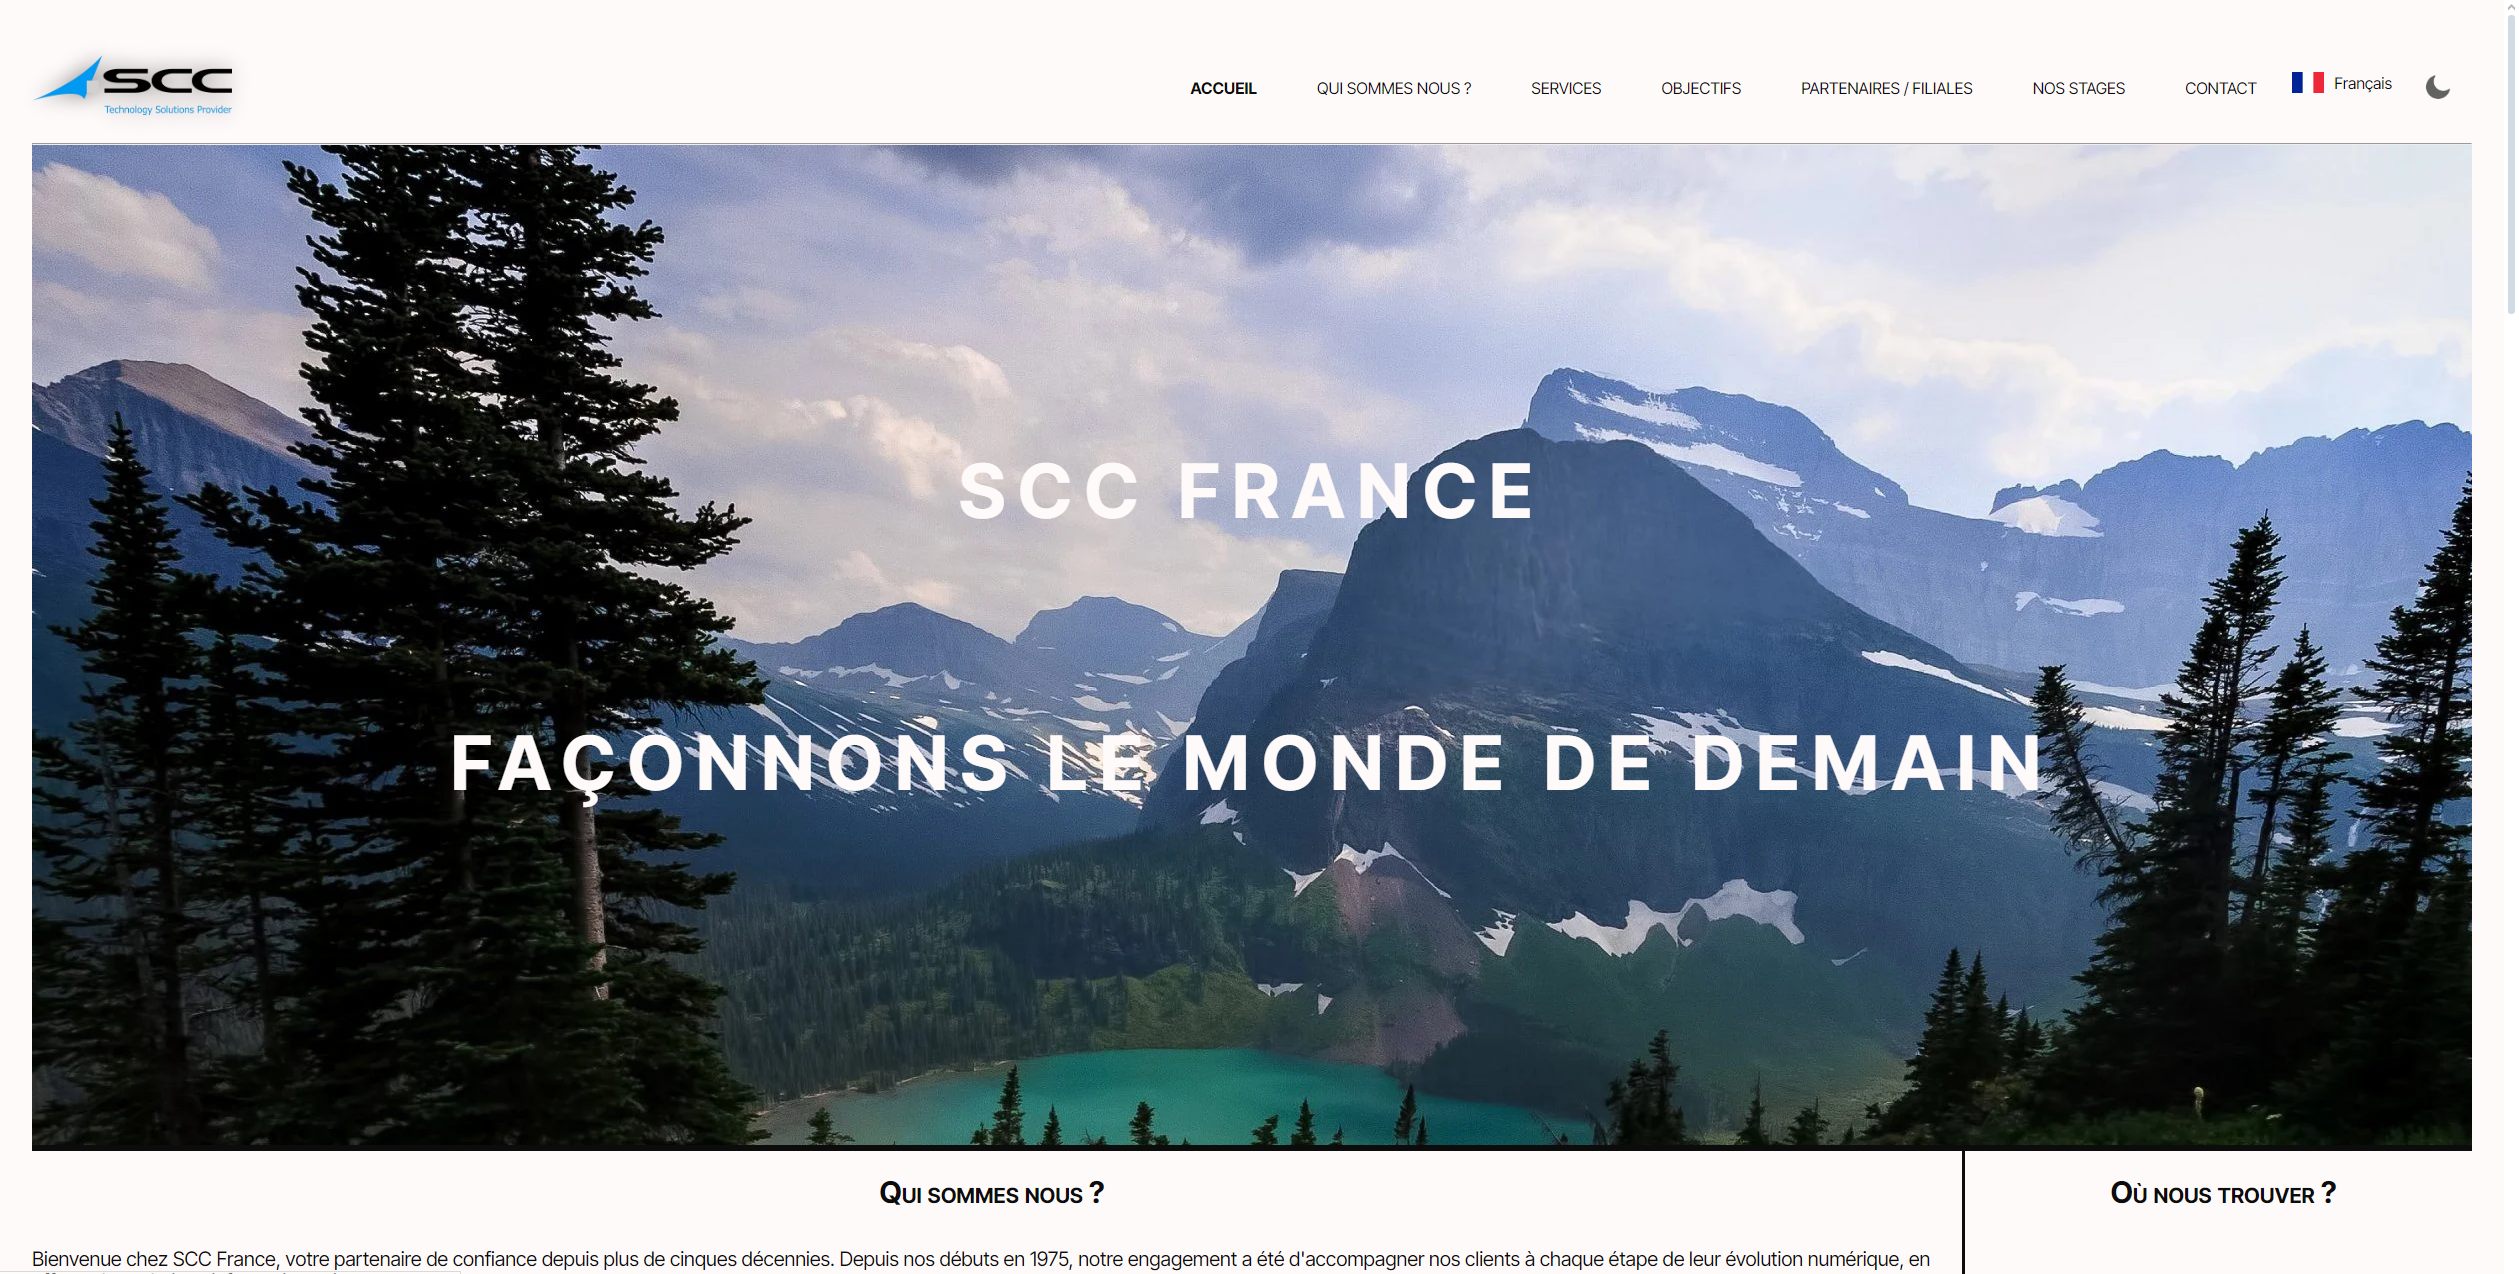 SCC
Technology Solutions Provider
ACCUEIL
QUI SOMMES NOUS ?
SERVICES
OBJECTIFS
PARTENAIRES / FILIALES
NOS STAGES
CONTACT
Français
SCC FRANCE
FAÇONNONS LE MONDE DE DEMAIN
QUI SOMMES NOUS ?
OÙ NOUS TROUVER ?
Bienvenue chez SCC France, votre partenaire de confiance depuis plus de cinques décennies. Depuis nos débuts en 1975, notre engagement a été d'accompagner nos clients à chaque étape de leur évolution numérique, en